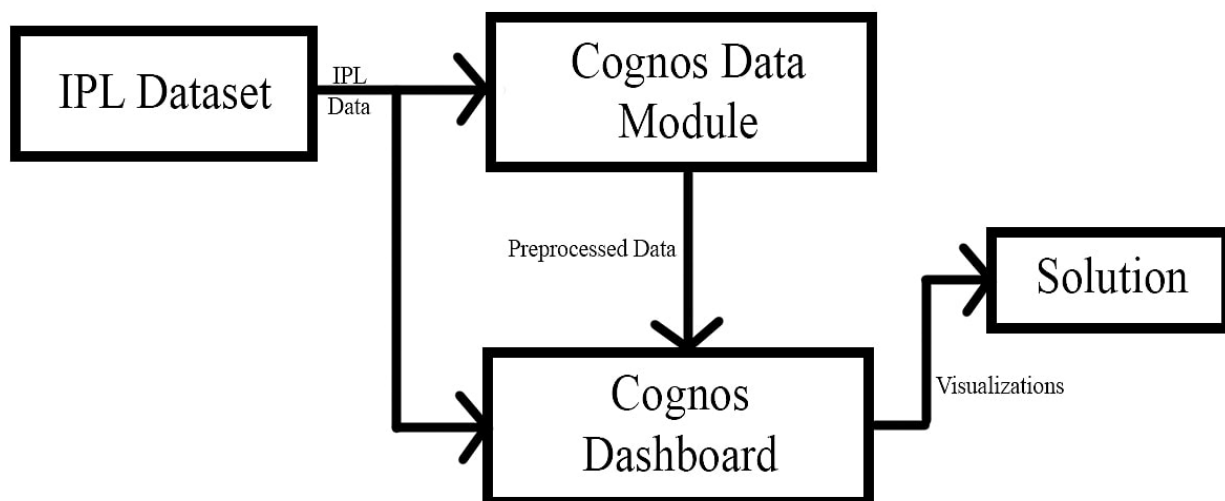 IPL Dataset
IPL
Data
Cognos Data
Module
Preprocessed Data
Solution
Cognos
Dashboard
Visualizations